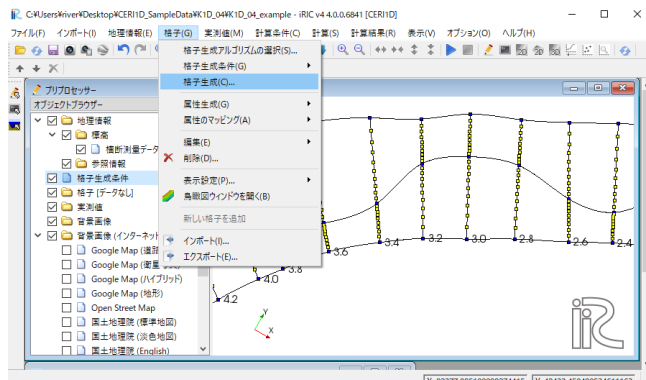 C:¥Users¥river¥Desktop¥CERI1D_SampleData¥K1D_04¥K1D_04_example - iRIC v4 4.0.0.6841 [CERI1D]
ファイル(F) インポート(I) 地理情報(E) 格子(G) 実測値(M) 計算条件(C) 計算(S) 計算結果(R) 表示(V) オプション(O) ヘルプ(H)
格子生成アルゴリズムの選択(S)...
格子生成条件(G)
格子生成(C)...
属性生成(G)
属性のマッピング(A)
編集(E)
削除(D)...
表示設定(P)...
鳥瞰図ウィンドウを開く(B)
新しい格子を追加
インポート(I)...
エクスポート(E)...
プリプロセッサー
オブジェクトブラウザー
地理情報
標高
横断測量データ
参照情報
格子生成条件
格子 [データなし]
実測値
背景画像
背景画像 (インターネット
Google Map (道路
Google Map (衛星
Google Map (ハイブリッド)
Google Map (地形)
Open Street Map
国土地理院 (標準地図)
国土地理院 (淡色地図)
国土地理院 (English)
4.2
4.0
3.8
3.6
3.4
3.2
3.0
2.8
2.6
2.4
Y
X
iRIC